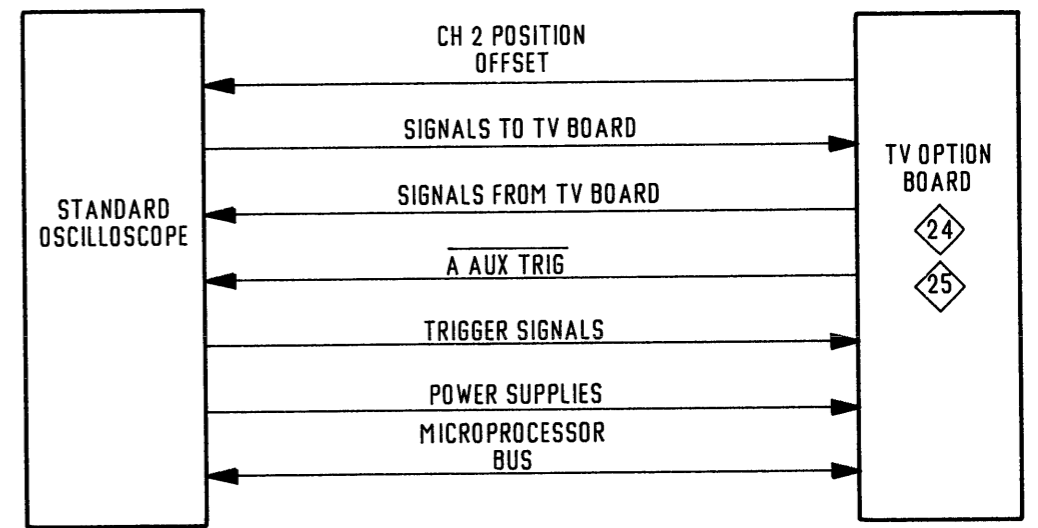 CH 2 POSITION
OFFSET
SIGNALS TO TV BOARD
SIGNALS FROM TV BOARD
A AUX TRIG
TRIGGER SIGNALS
POWER SUPPLIES
MICROPROCESSOR
BUS
STANDARD
OSCILLOSCOPE
TV OPTION
BOARD
24
25